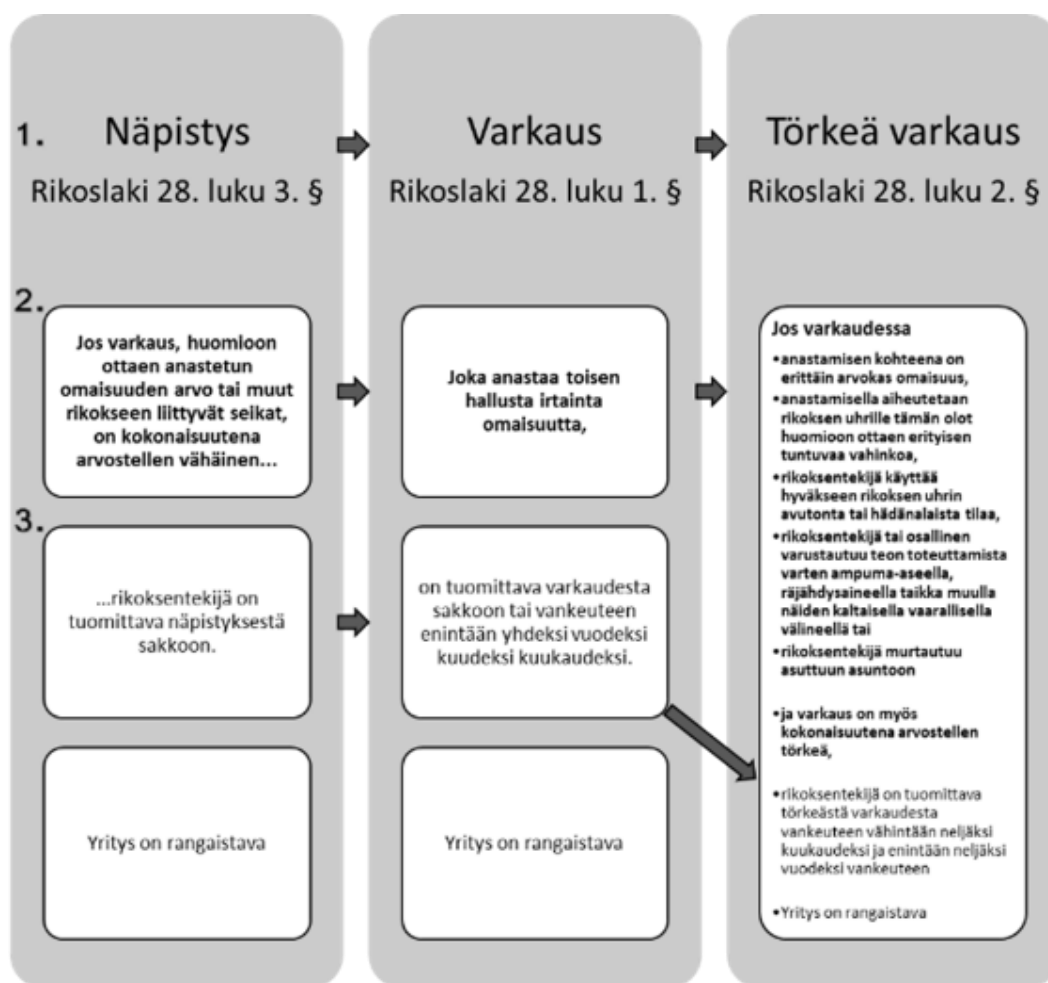 1. Näpistys
Rikoslaki 28. luku 3. §
Varkaus
Rikoslaki 28. luku 1. §
Törkeä varkaus
Rikoslaki 28. luku 2. §
2.
Jos varkaus, huomioon
ottaen anastetun
omaisuuden arvo tai muut
rikokseen liittyvät seikat,
on kokonaisuutena
arvostellen vähäinen...
Joka anastaa toisen
hallusta irtainta
omaisuutta,
3.
...rikoksentekijä on
tuomittava näpistyksestä
sakkoon.
on tuomittava varkaudesta
sakkoon tai vankeuteen
enintään yhdeksi vuodeksi
kuudeksi kuukaudeksi.
Yritys on rangaistava
Yritys on rangaistava
Jos varkaudessa
•anastamisen kohteena on
erittäin arvokas omaisuus,
•anastamisella aiheutetaan
rikoksen uhrille tämän olot
huomioon ottaen erityisen
tuntuvaa vahinkoa,
•rikoksentekijä käyttää
hyväkseen rikoksen uhrin
avutonta tai hädänalaista tilaa,
•rikoksentekijä tai osallinen
varustautuu teon toteuttamista
varten ampuma-aseella,
räjähdysaineella taikka muulla
näiden kaltaisella vaarallisella
välineellä tai
•rikoksentekijä murtautuu
asuttuun asuntoon
•ja varkaus on myös
kokonaisuutena arvostellen
törkeä,
•rikoksentekijä on tuomittava
törkeästä varkaudesta
vankeuteen vähintään neljäksi
kuukaudeksi ja enintään neljäksi
vuodeksi vankeuteen
•Yritys on rangaistava